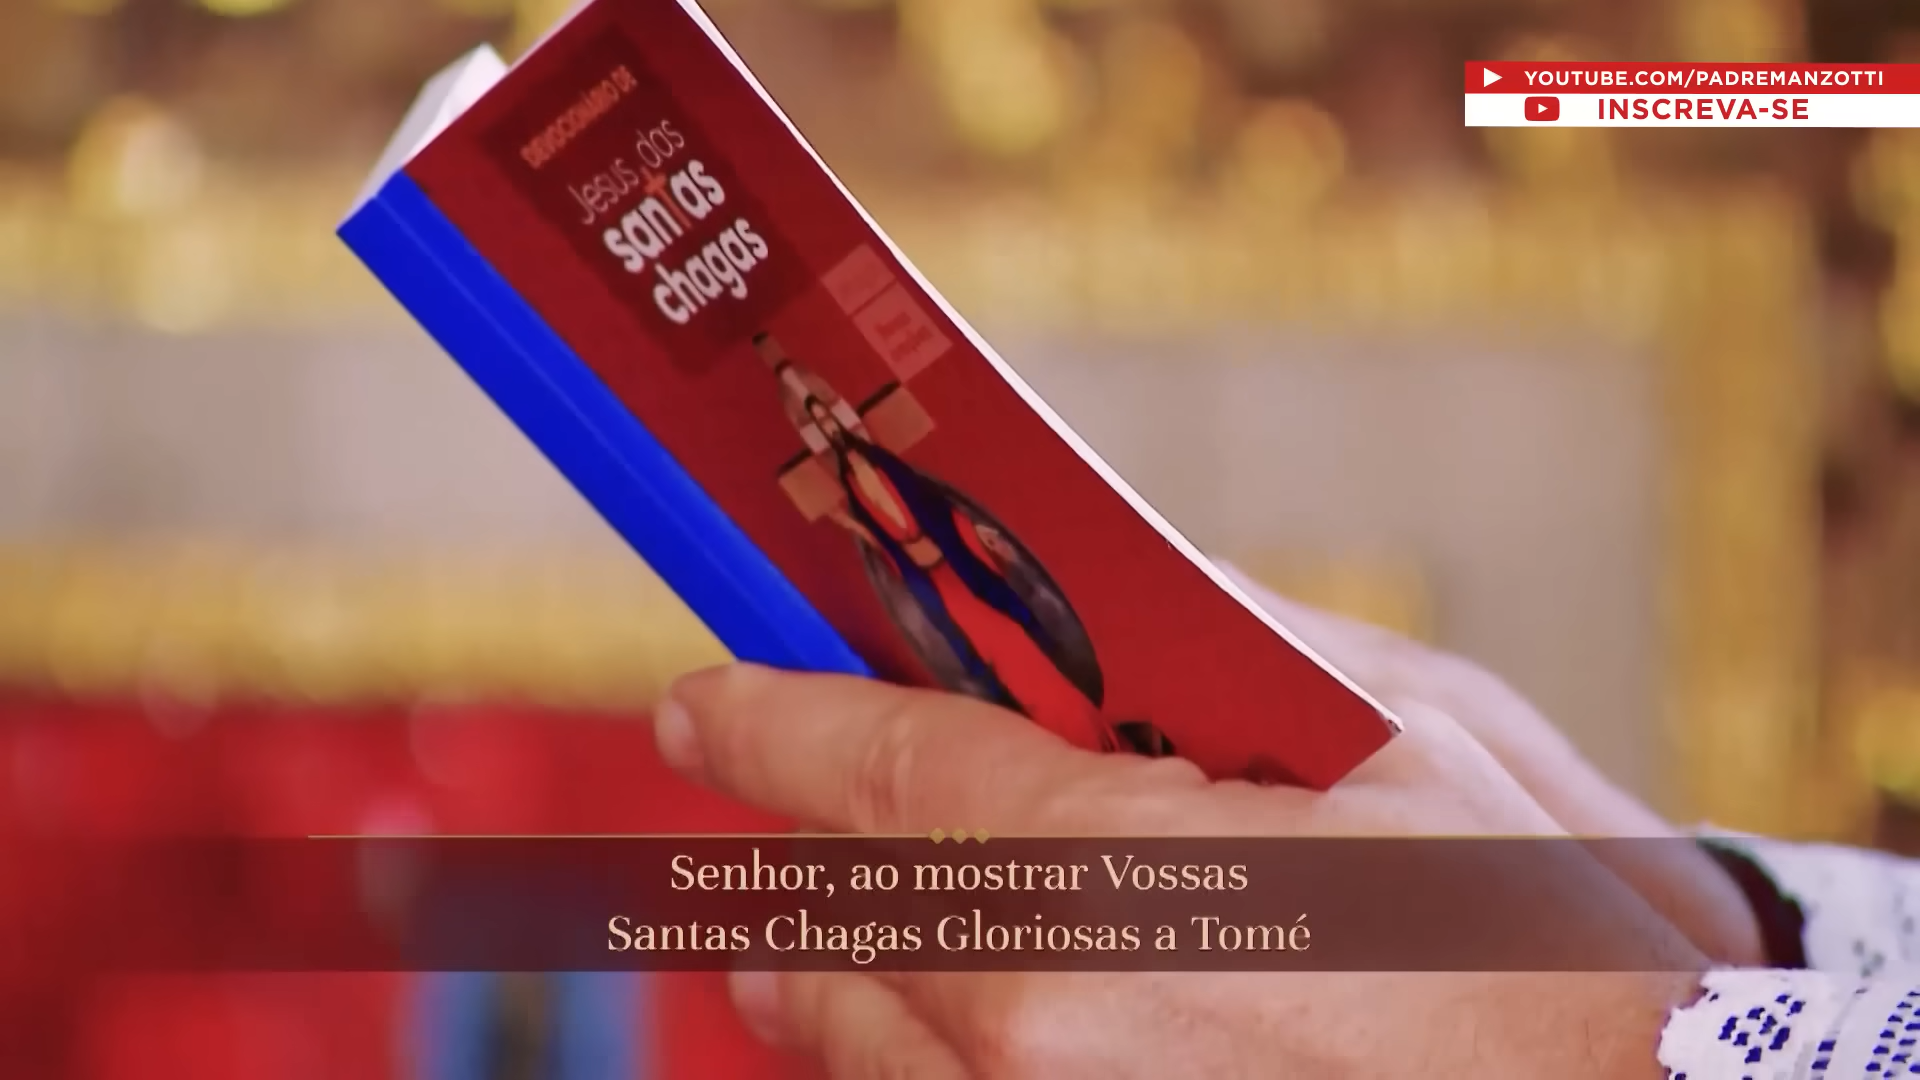 YOUTUBE.COM/PADREMANZOTTI
INSCREVA-SE
DEVOCIONÁRIO DE
Jesus das
santas
chagas
Senhor, ao mostrar Vossas
Santas Chagas Gloriosas a Tomé